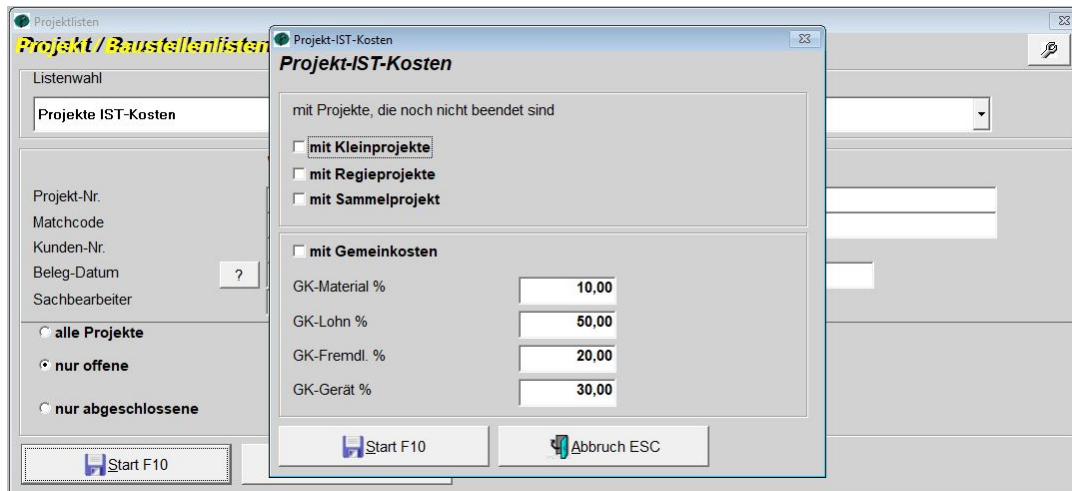 Projektlisten
Projekt / Baustellenlisten
Listenwahl
Projekte IST-Kosten
Projekt-Nr.
Matchcode
Kunden-Nr.
Beleg-Datum
?
Sachbearbeiter
alle Projekte
nur offene
nur abgeschlossene
Start F10
Projekt-IST-Kosten
Projekt-IST-Kosten
mit Projekte, die noch nicht beendet sind
mit Kleinprojekte
mit Regieprojekte
mit Sammelprojekt
mit Gemeinkosten
GK-Material % 10,00
GK-Lohn % 50,00
GK-Fremdl. % 20,00
GK-Gerät % 30,00
Start F10
Abbruch ESC